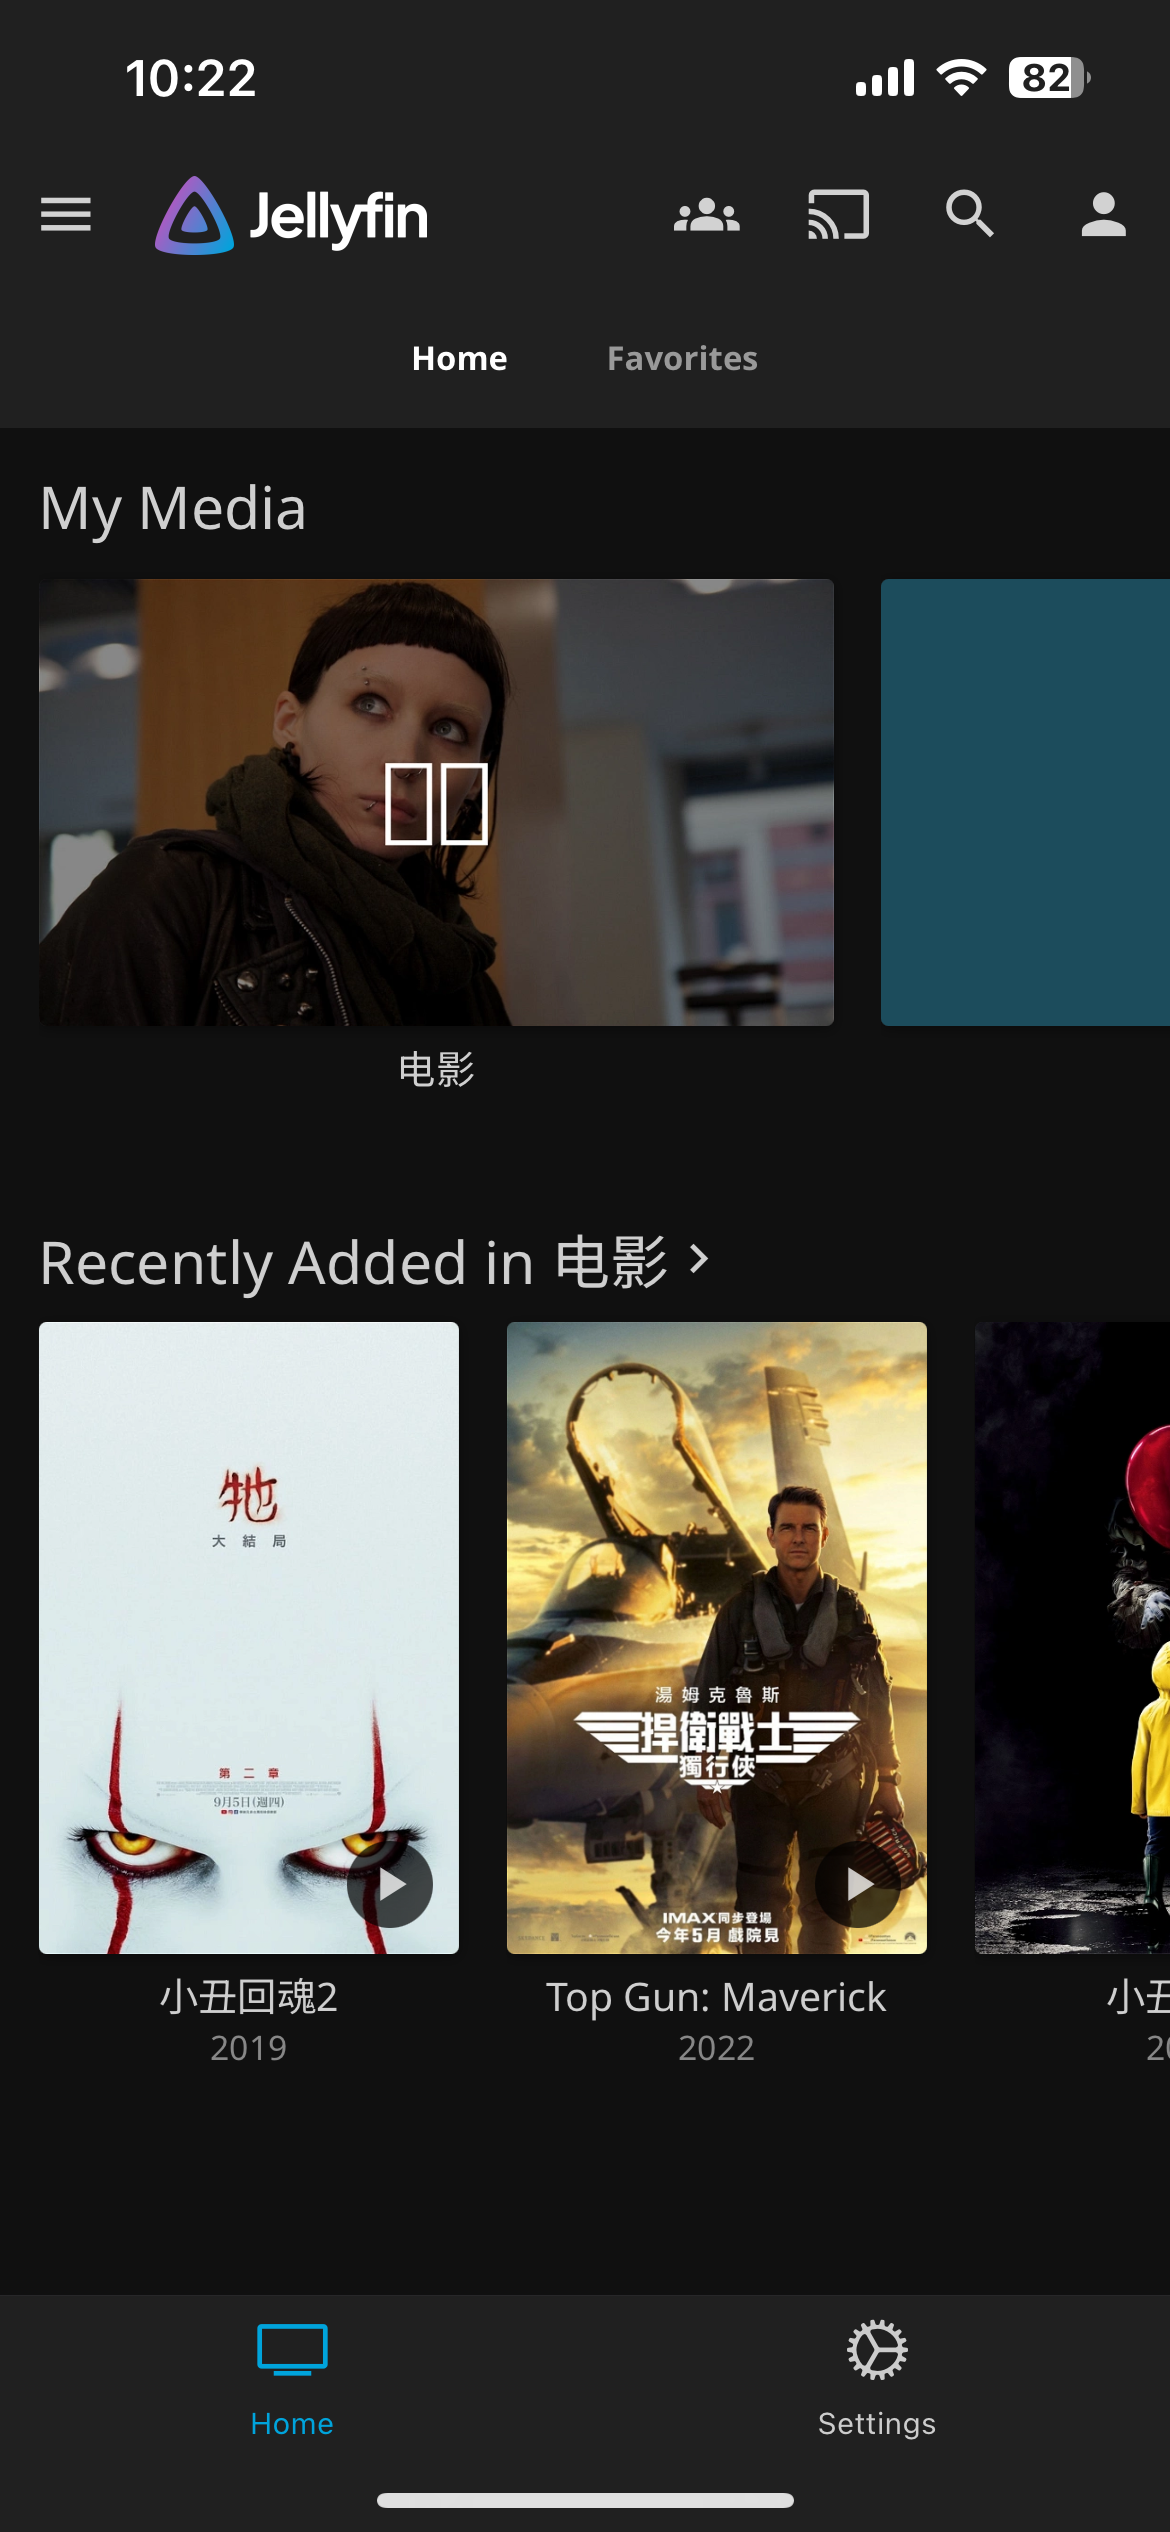 10:22
82
Jellyfin
Home
Favorites
My Media
电影
Recently Added in 电影
牠
大 結 局
第 二 章
9月5日(週四)
湯 姆 克 魯 斯
捍衛戰士
獨行俠
IMAX同步登場
今年5月 戲院見
小丑回魂2
2019
Top Gun: Maverick
2022
小丑
20
Home
Settings